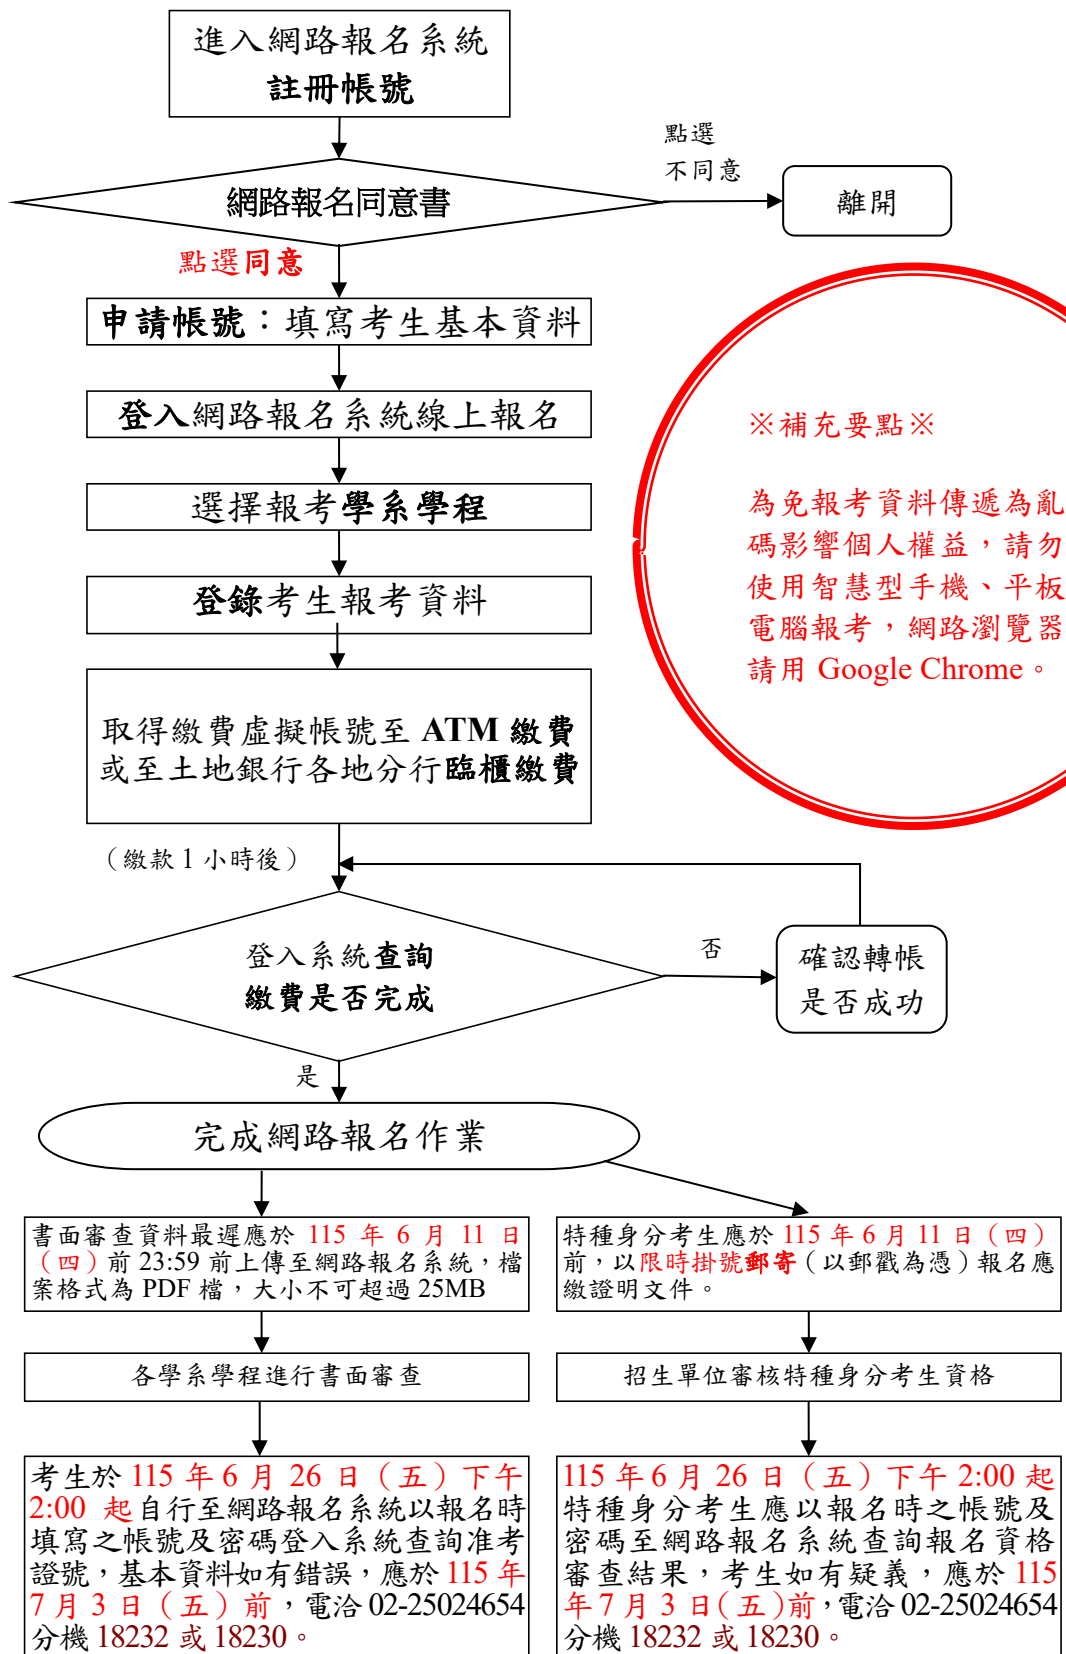 進入網路報名系統
註冊帳號
點選
不同意
網路報名同意書
離開
點選同意
申請帳號：填寫考生基本資料
登入網路報名系統線上報名
選擇報考學系學程
登錄考生報考資料
※補充要點※
為免報考資料傳遞為亂
碼影響個人權益，請勿
使用智慧型手機、平板
電腦報考，網路瀏覽器
請用 Google Chrome。
取得繳費虛擬帳號至 ATM 繳費
或至土地銀行各地分行臨櫃繳費
（繳款 1 小時後）
登入系統查詢
繳費是否完成
否
確認轉帳
是否成功
是
完成網路報名作業
書面審查資料最遲應於 115 年 6 月 11 日
（四）前 23:59 前上傳至網路報名系統，檔
案格式為 PDF 檔，大小不可超過 25MB
特種身分考生應於 115 年 6 月 11 日（四）
前，以限時掛號郵寄（以郵戳為憑）報名應
繳證明文件。
各學系學程進行書面審查
招生單位審核特種身分考生資格
考生於 115 年 6 月 26 日（五）下午
2:00 起自行至網路報名系統以報名時
填寫之帳號及密碼登入系統查詢准考
證號，基本資料如有錯誤，應於 115 年
7 月 3 日（五）前，電洽 02-25024654
分機 18232 或 18230。
115 年 6 月 26 日（五）下午 2:00 起
特種身分考生應以報名時之帳號及
密碼至網路報名系統查詢報名資格
審查結果，考生如有疑義，應於 115
年 7 月 3 日(五)前，電洽 02-25024654
分機 18232 或 18230。